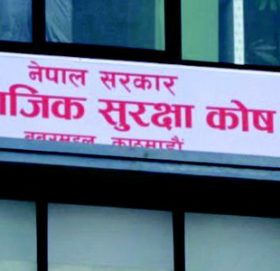 नेपाल सरकार
ाजिक सुरक्षा कोष
बबरमहल, काठमाडौं